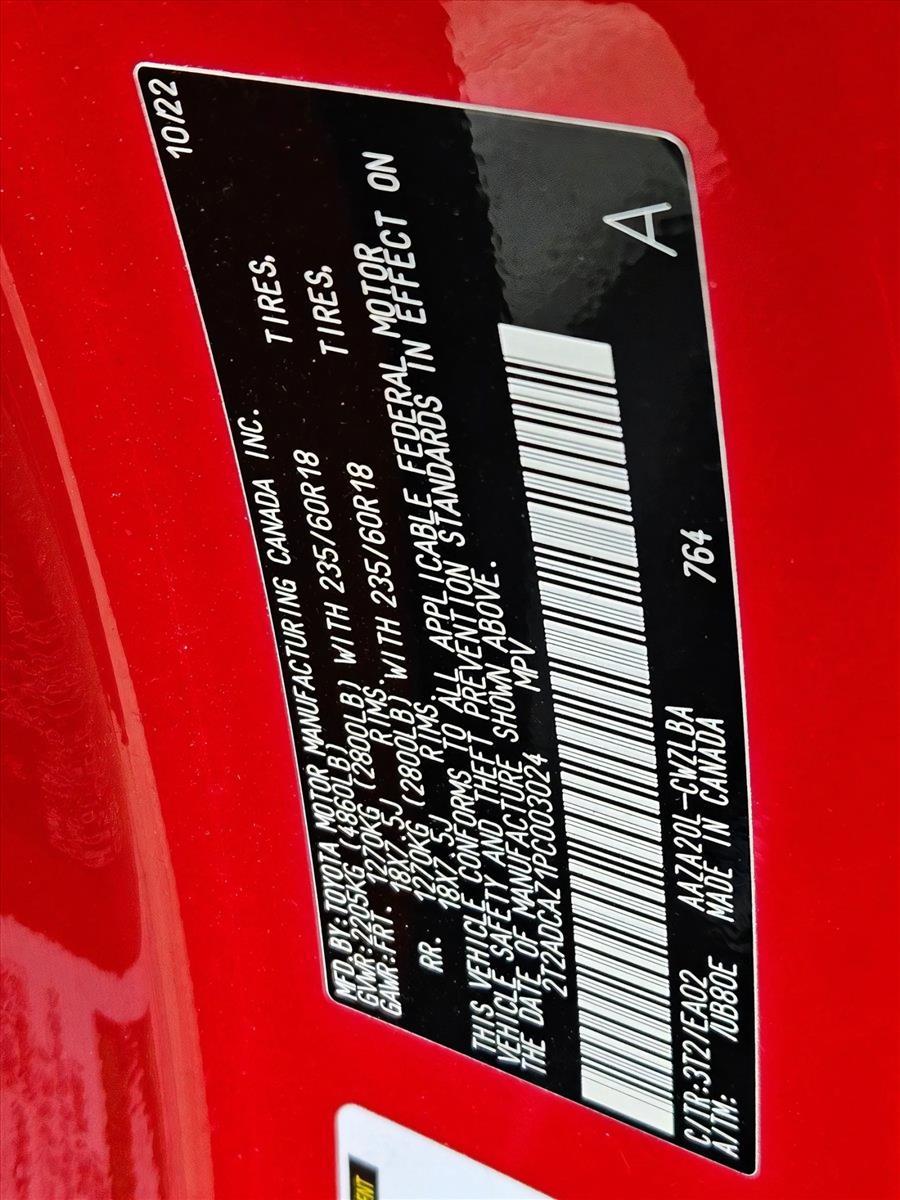 MFD. BY: TOYOTA MOTOR MANUFACTURING CANADA INC. 10/22
GVWR: 2205KG (4860LB)
GAWR: FRT. 1270KG (2800LB) WITH 235/60R18 TIRES,
18X7.5J RIMS.
RR. 1270KG (2800LB) WITH 235/60R18 TIRES,
18X7.5J RIMS.
THIS VEHICLE CONFORMS TO ALL APPLICABLE FEDERAL MOTOR
VEHICLE SAFETY AND THEFT PREVENTION STANDARDS IN EFFECT ON
THE DATE OF MANUFACTURE SHOWN ABOVE.
2T2ADCAZ1PC003024 MPV
A
C/TR:3T2/EA02 AAZA20L-CWZLBA 764
A/TM: /UB80E MADE IN CANADA